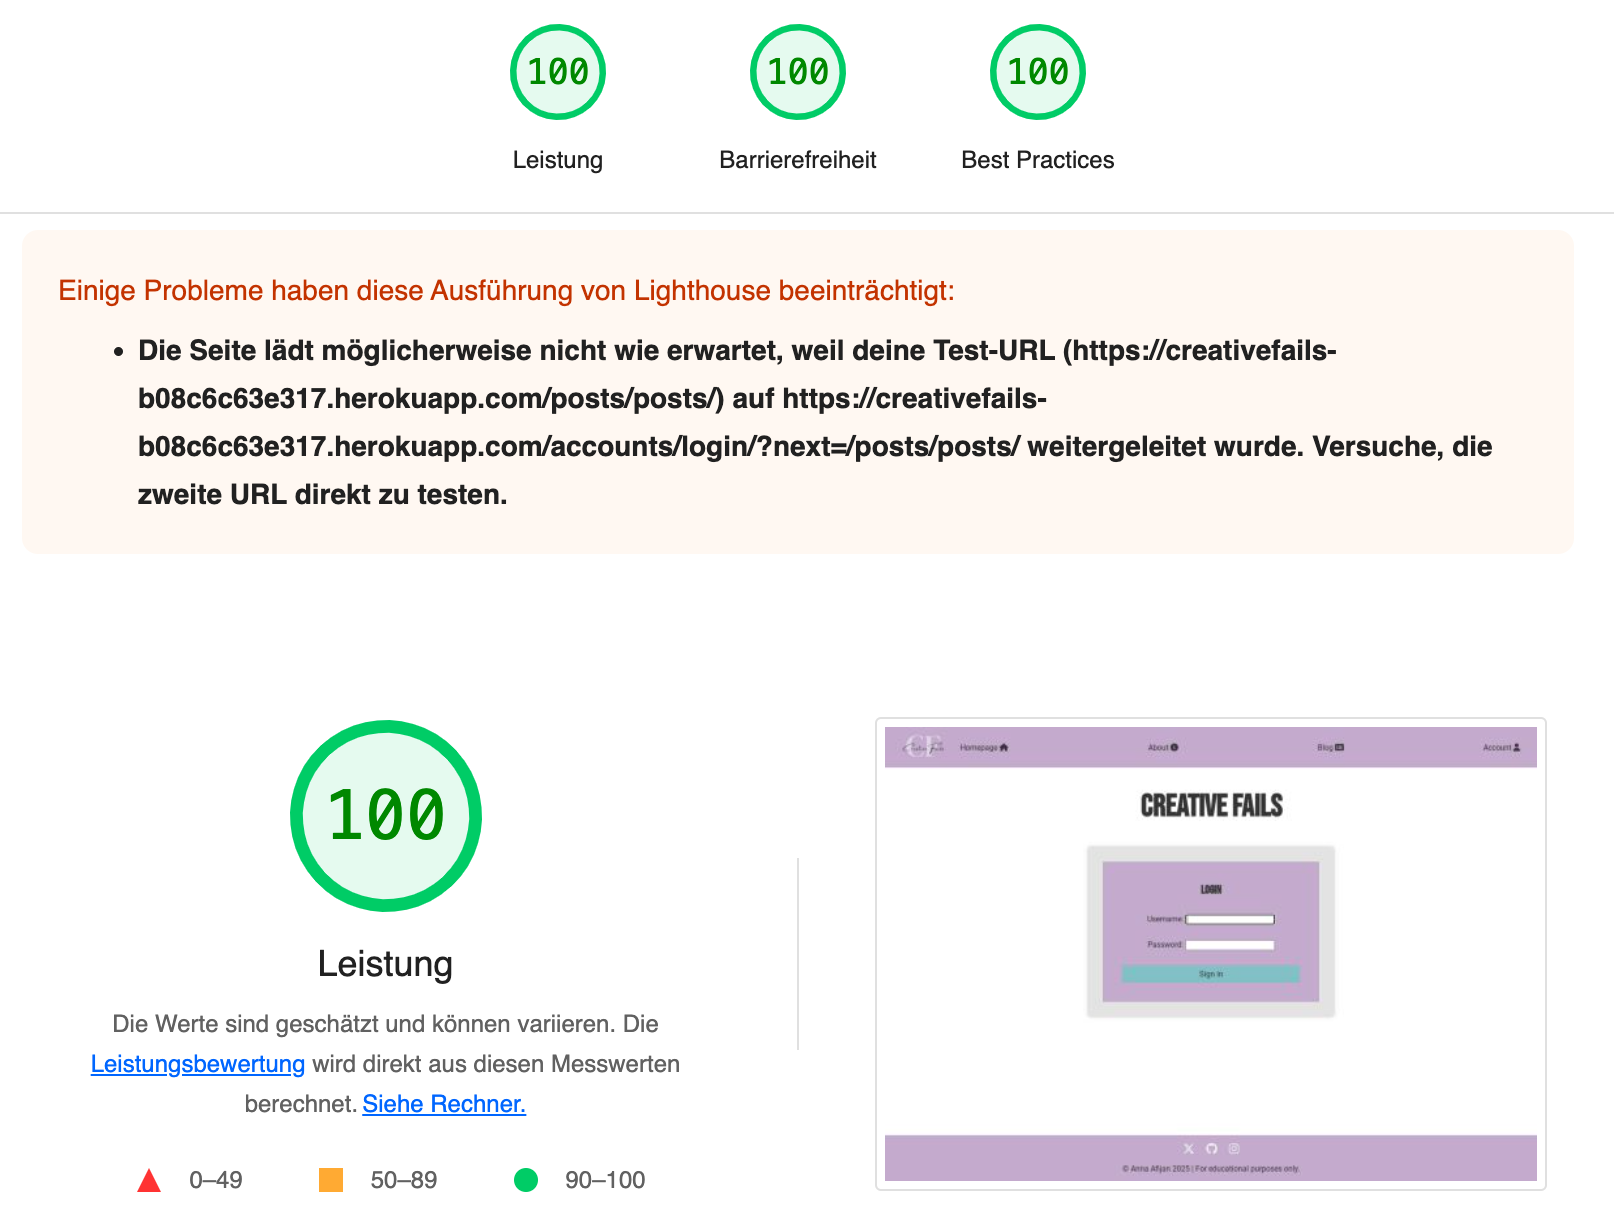 100
100
100
Leistung
Barrierefreiheit
Best Practices
Einige Probleme haben diese Ausführung von Lighthouse beeinträchtigt:
• Die Seite lädt möglicherweise nicht wie erwartet, weil deine Test-URL (https://creativefails-
b08c6c63e317.herokuapp.com/posts/posts/) auf https://creativefails-
b08c6c63e317.herokuapp.com/accounts/login/?next=/posts/posts/ weitergeleitet wurde. Versuche, die
zweite URL direkt zu testen.
100
Leistung
Die Werte sind geschätzt und können variieren. Die
Leistungsbewertung wird direkt aus diesen Messwerten
berechnet. Siehe Rechner.
0–49
50–89
90–100
CF
Homepage
About
Blog
Account
CREATIVE FAILS
LOGIN
Username:
Password:
Sign In
© Anna Afijan 2025 | For educational purposes only.